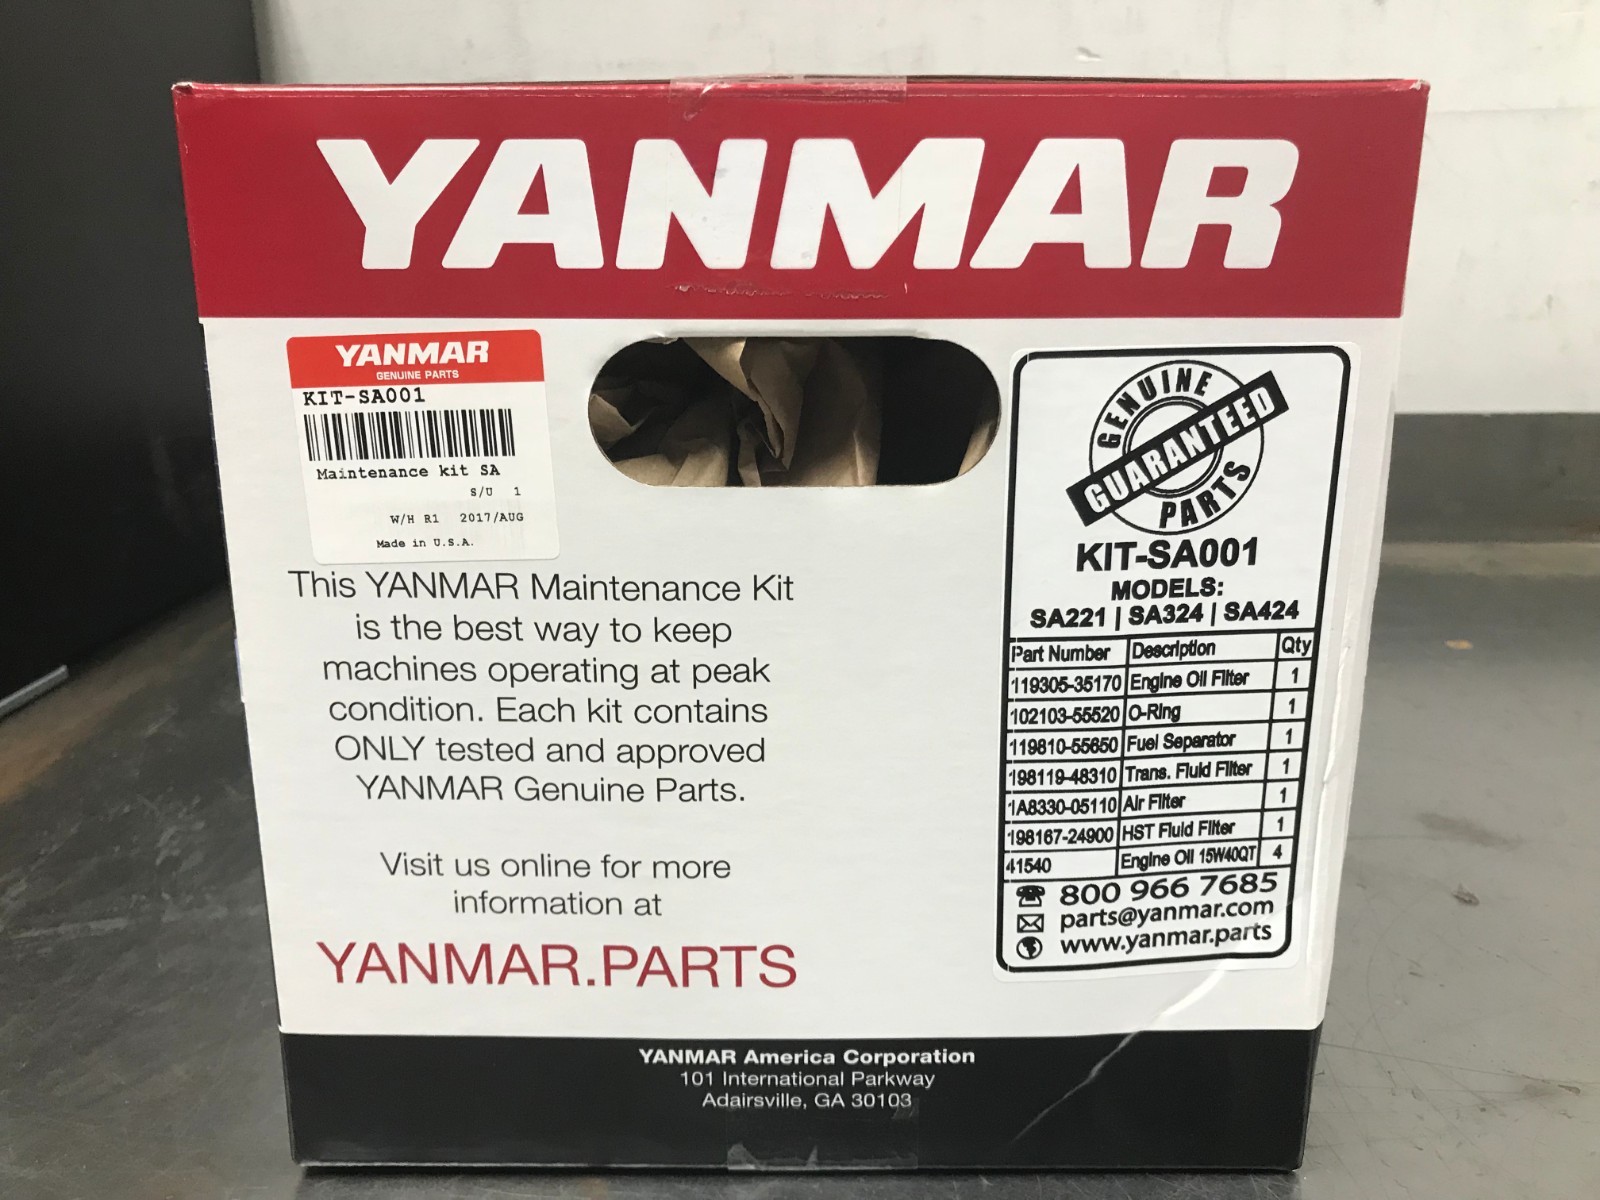 YANMAR
YANMAR
GENUINE PARTS
KIT-SA001
Maintenance kit SA
S/U 1
W/H R1 2017/AUG
Made in U.S.A.
This YANMAR Maintenance Kit
is the best way to keep
machines operating at peak
condition. Each kit contains
ONLY tested and approved
YANMAR Genuine Parts.
Visit us online for more
information at
YANMAR.PARTS
GENUINE
GUARANTEED
PARTS
KIT-SA001
MODELS:
SA221 | SA324 | SA424
Part Number Description Qty
119305-35170 Engine Oil Filter 1
102103-55520 O-Ring 1
119810-55650 Fuel Separator 1
198119-48310 Trans. Fluid Filter 1
1A8330-05110 Air Filter 1
198167-24900 HST Fluid Filter 1
41540 Engine Oil 15W40QT 4
800 966 7685
parts@yanmar.com
www.yanmar.parts
YANMAR America Corporation
101 International Parkway
Adairsville, GA 30103